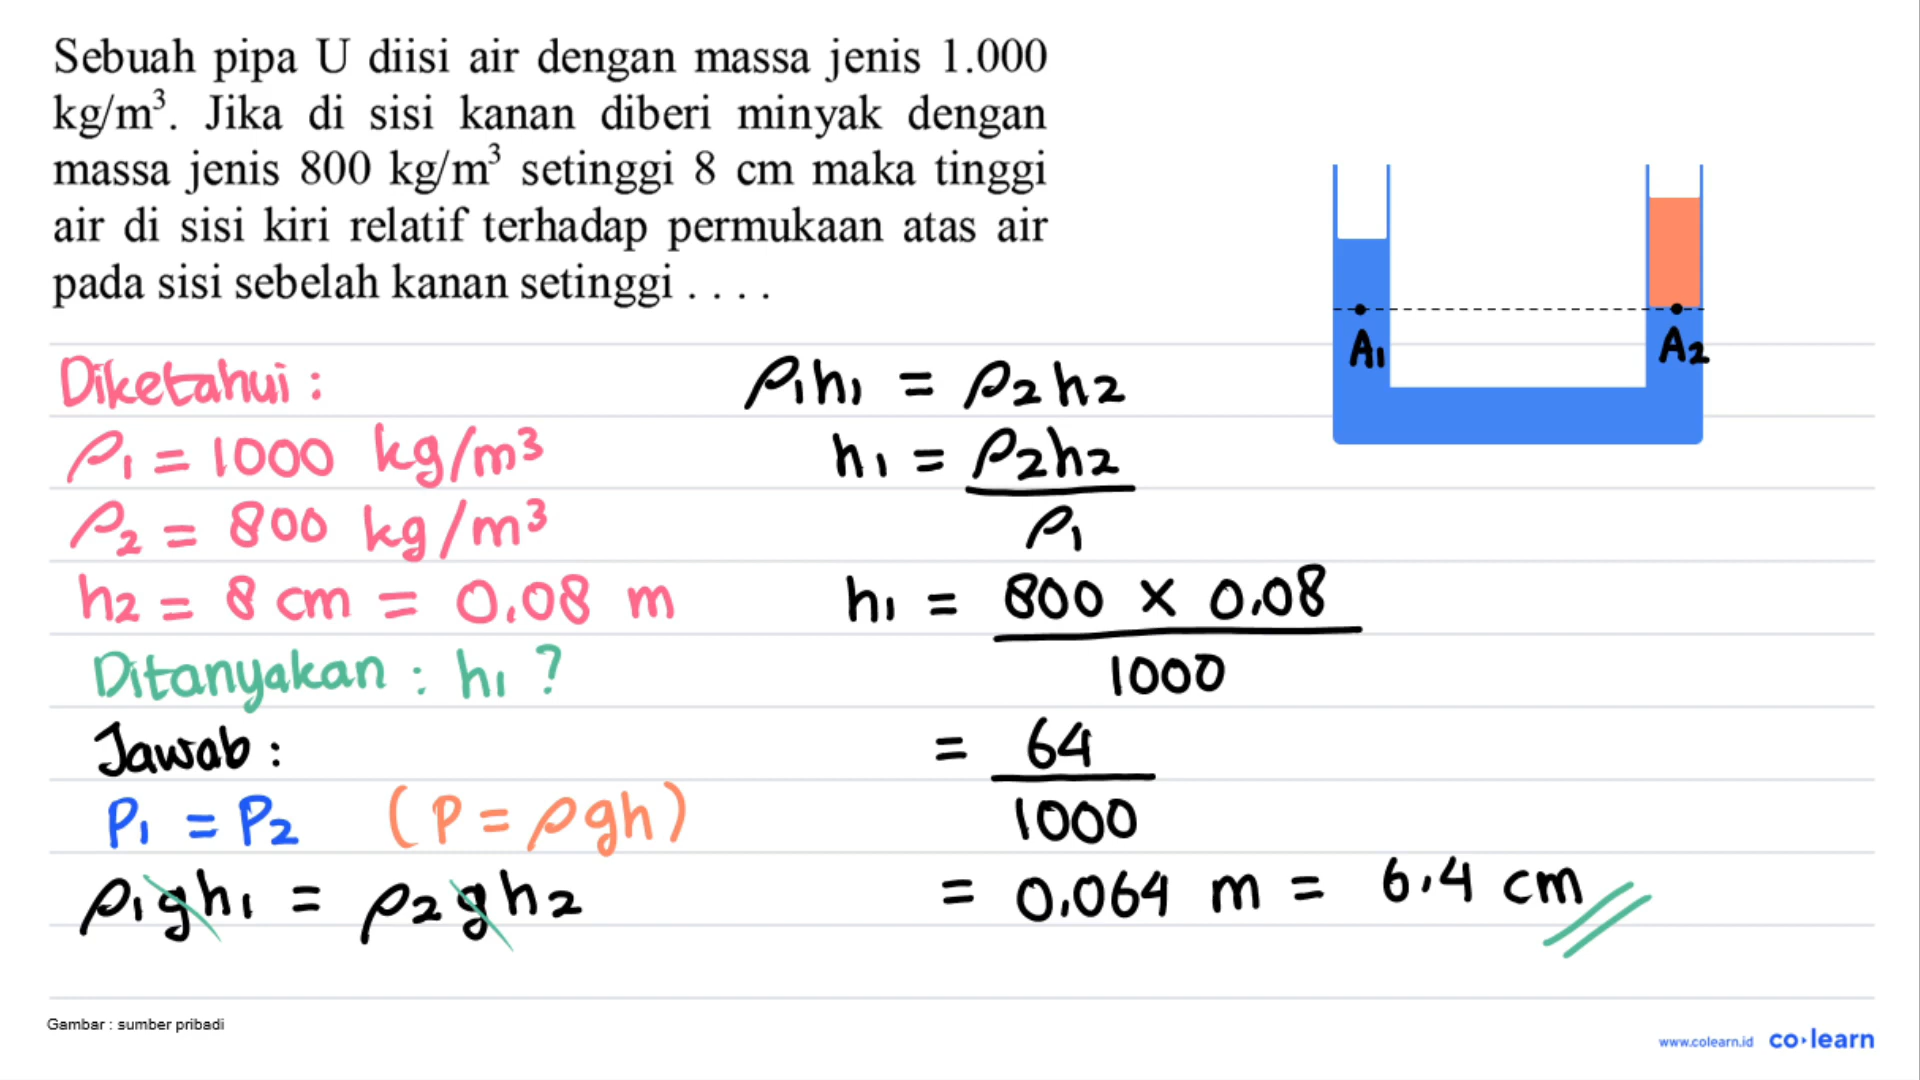 Sebuah pipa U diisi air dengan massa jenis 1.000
kg/m³. Jika di sisi kanan diberi minyak dengan
massa jenis 800 kg/m³ setinggi 8 cm maka tinggi
air di sisi kiri relatif terhadap permukaan atas air
pada sisi sebelah kanan setinggi . . . .
A1
A2
Diketahui :
ρ1 = 1000 kg/m3
ρ2 = 800 kg/m3
h2 = 8 cm = 0,08 m
Ditanyakan : h1 ?
Jawab :
P1 = P2 (P = ρgh)
ρ1gh1 = ρ2gh2
ρ1h1 = ρ2h2
h1 = ρ2h2
ρ1
h1 = 800 × 0,08
1000
= 64
1000
= 0,064 m = 6,4 cm
Gambar : sumber pribadi
www.colearn.id co·learn